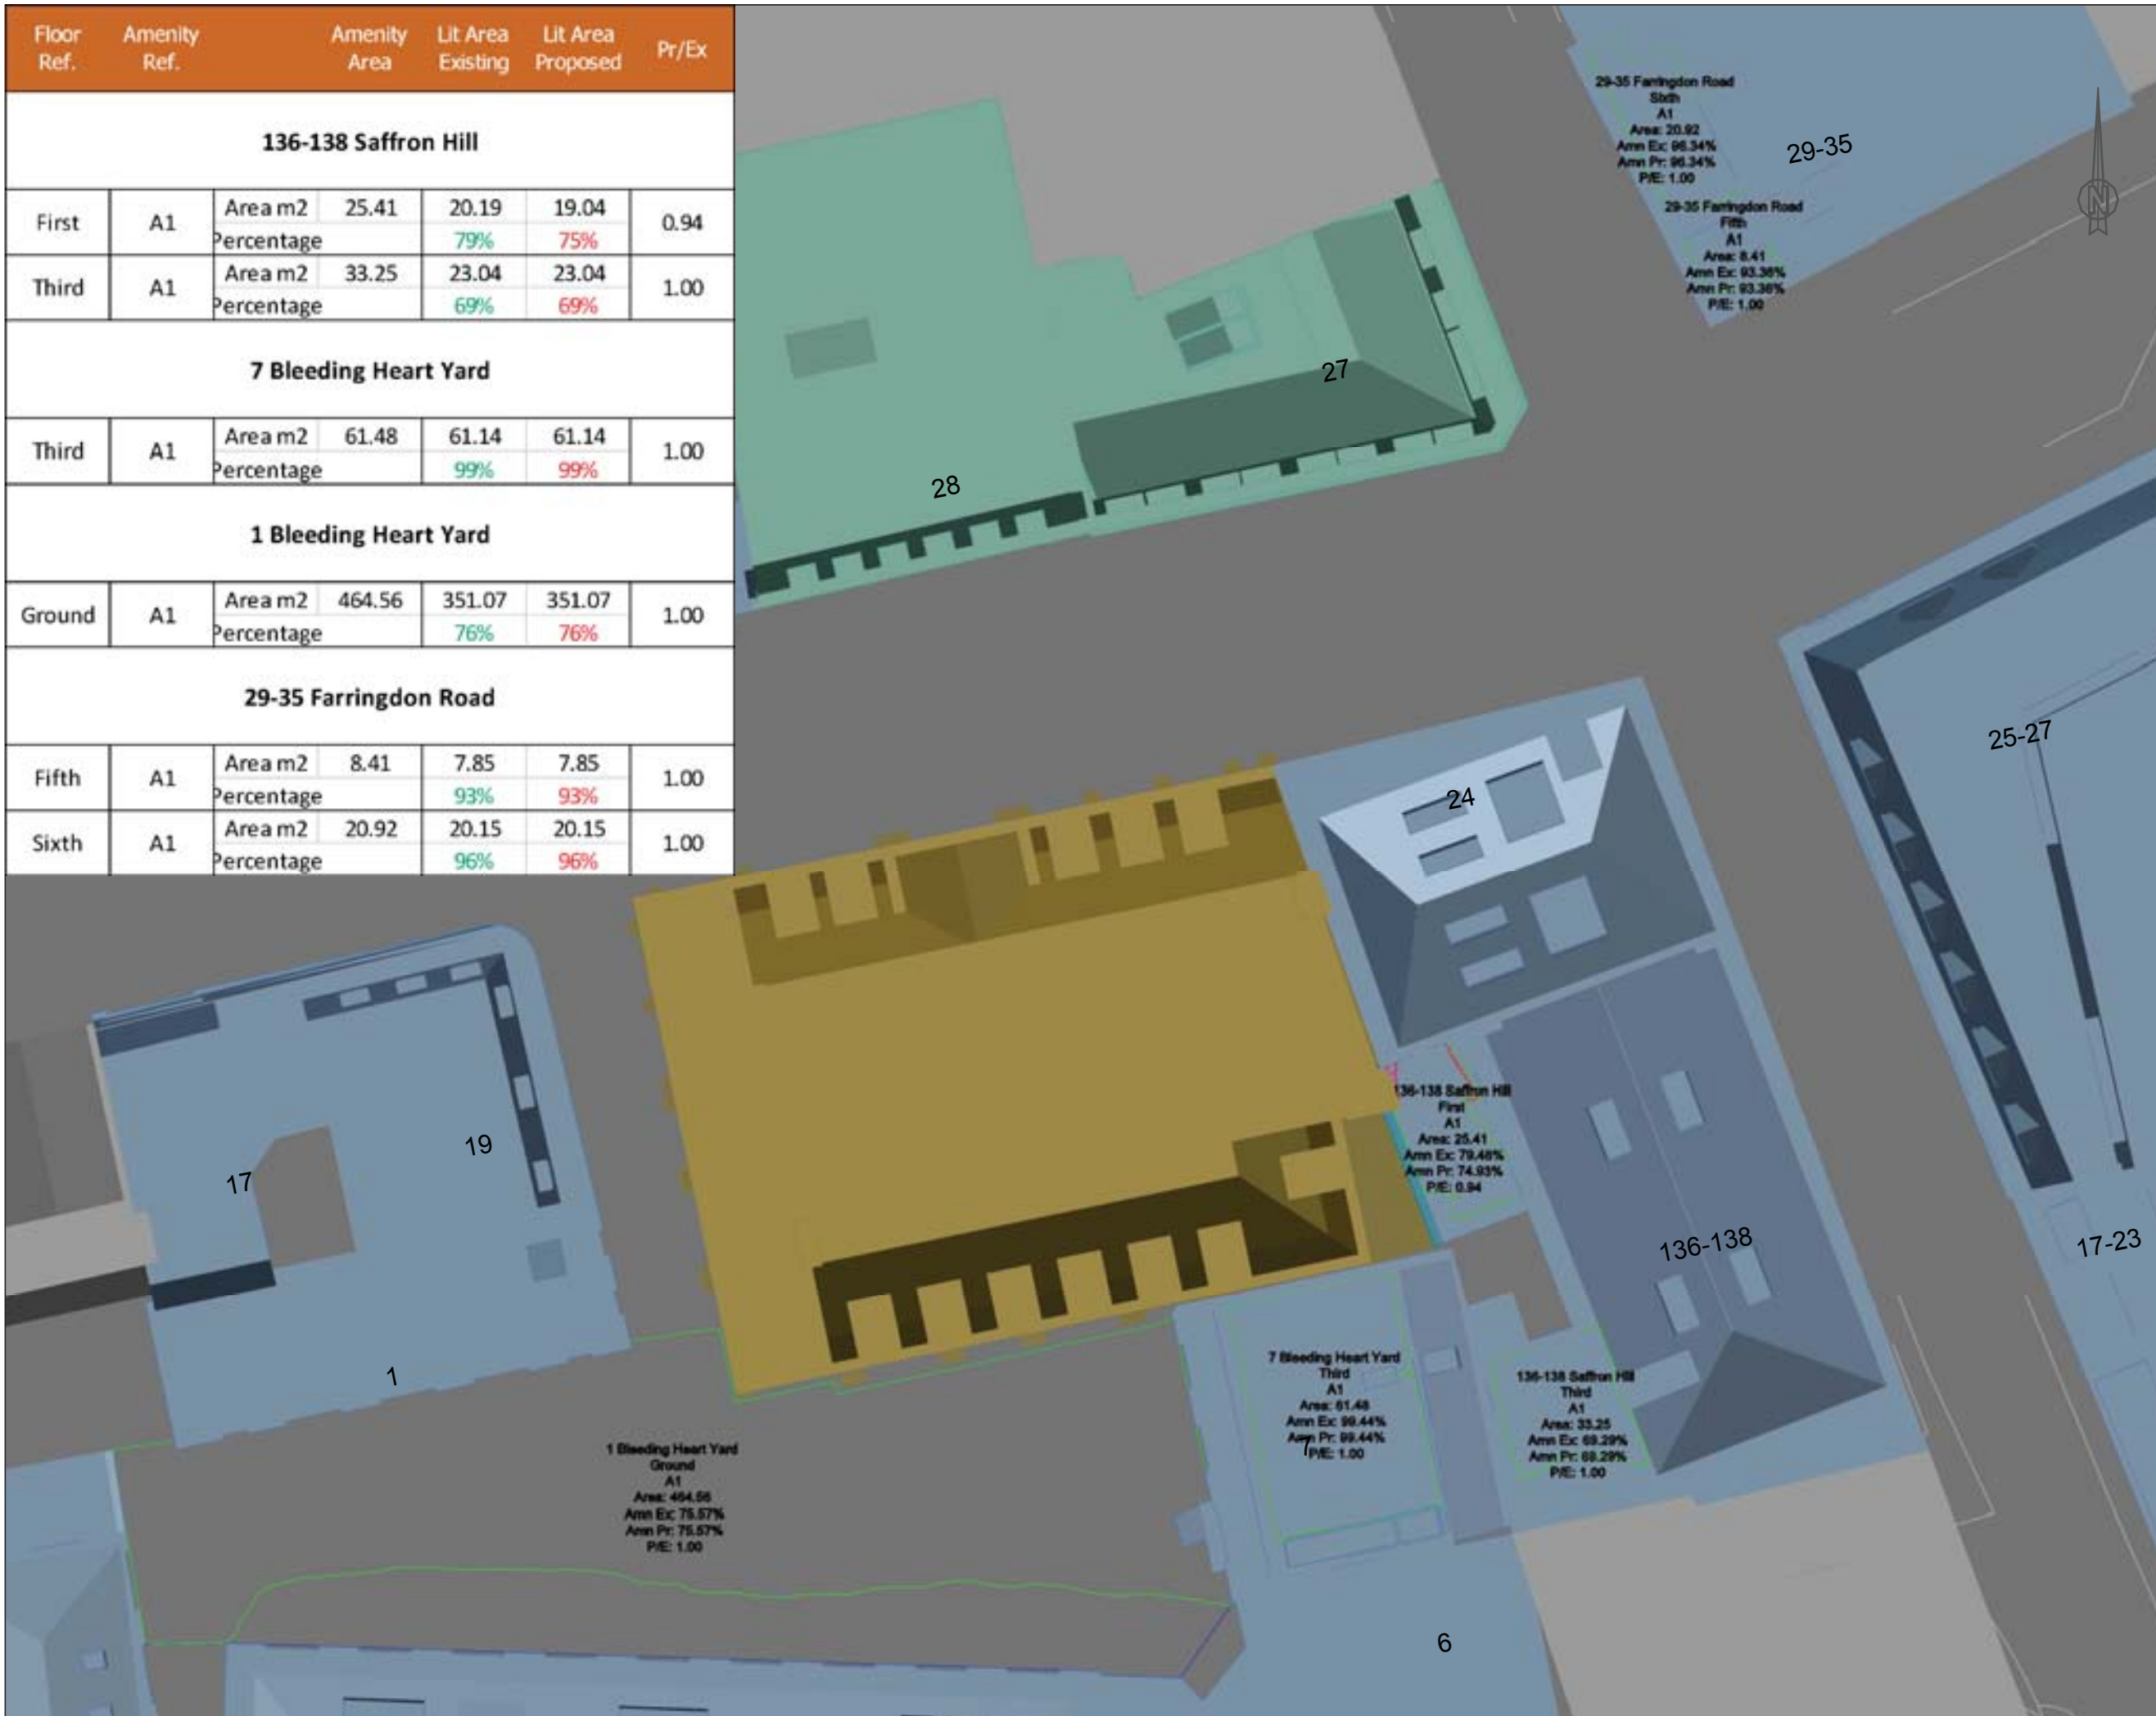 Floor Ref. Amenity Ref. Amenity Area Lit Area Existing Lit Area Proposed Pr/Ex
136-138 Saffron Hill
First A1 Area m2 25.41 20.19 19.04 0.94
Percentage 79% 75%
Third A1 Area m2 33.25 23.04 23.04 1.00
Percentage 69% 69%
7 Bleeding Heart Yard
Third A1 Area m2 61.48 61.14 61.14 1.00
Percentage 99% 99%
1 Bleeding Heart Yard
Ground A1 Area m2 464.56 351.07 351.07 1.00
Percentage 76% 76%
29-35 Farringdon Road
Fifth A1 Area m2 8.41 7.85 7.85 1.00
Percentage 93% 93%
Sixth A1 Area m2 20.92 20.15 20.15 1.00
Percentage 96% 96%
29-35 Farringdon Road
Sixth
A1
Area: 20.92
Amn Ex: 96.34%
Amn Pr: 96.34%
P/E: 1.00
29-35
29-35 Farringdon Road
Fifth
A1
Area: 8.41
Amn Ex: 93.36%
Amn Pr: 93.36%
P/E: 1.00
N
27
28
25-27
24
136-138 Saffron Hill
First
A1
Area: 25.41
Amn Ex: 79.46%
Amn Pr: 74.93%
P/E: 0.94
19
17
136-138
17-23
1
7 Bleeding Heart Yard
Third
A1
Area: 61.48
Amn Ex: 99.44%
Amn Pr: 99.44%
P/E: 1.00
7
136-138 Saffron Hill
Third
A1
Area: 33.25
Amn Ex: 69.29%
Amn Pr: 69.29%
P/E: 1.00
1 Bleeding Heart Yard
Ground
A1
Area: 464.56
Amn Ex: 75.57%
Amn Pr: 75.57%
P/E: 1.00
6